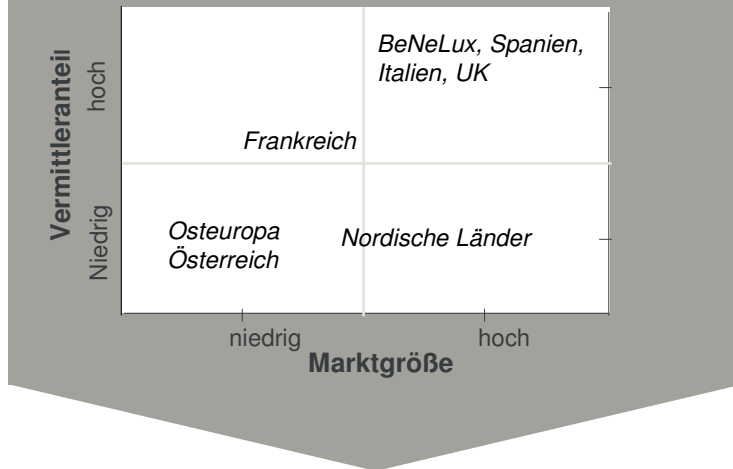 Vermittleranteil
hoch
Niedrig
BeNeLux, Spanien,
Italien, UK
Frankreich
Osteuropa
Österreich
Nordische Länder
niedrig
hoch
Marktgröße